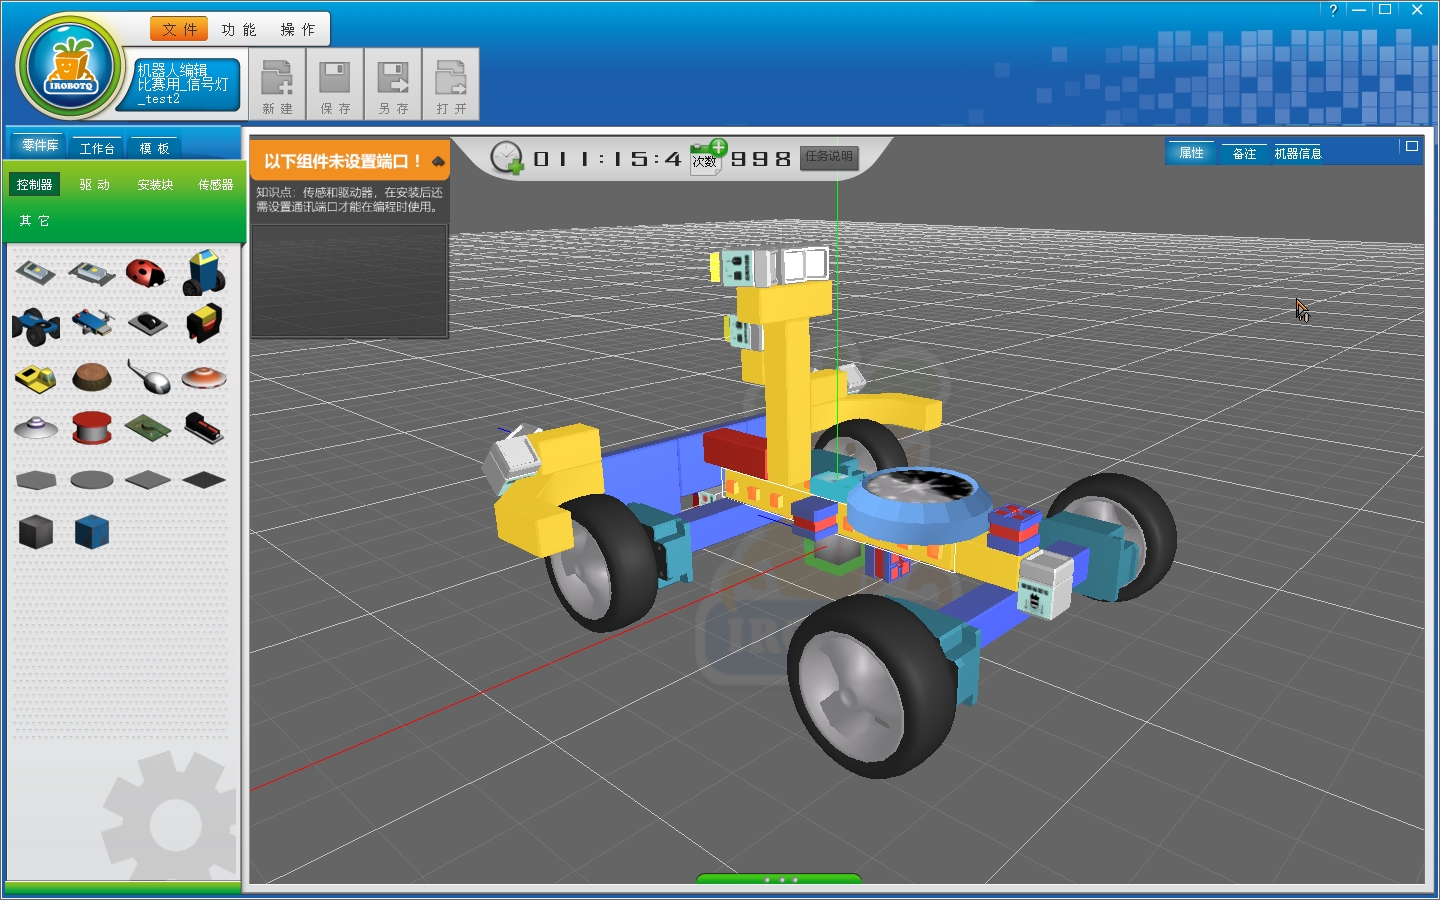 文件 功能 操作
IROBOTQ
机器人编辑
比赛用_信号灯
_test2
新建 保存 另存 打开
零件库 工作台 模板
控制器 驱动 安装块 传感器
其它
以下组件未设置端口！
知识点：传感和驱动器，在安装后还
需设置通讯端口才能在编程时使用。
011:15:4 次数 998 任务说明
属性 备注 机器信息